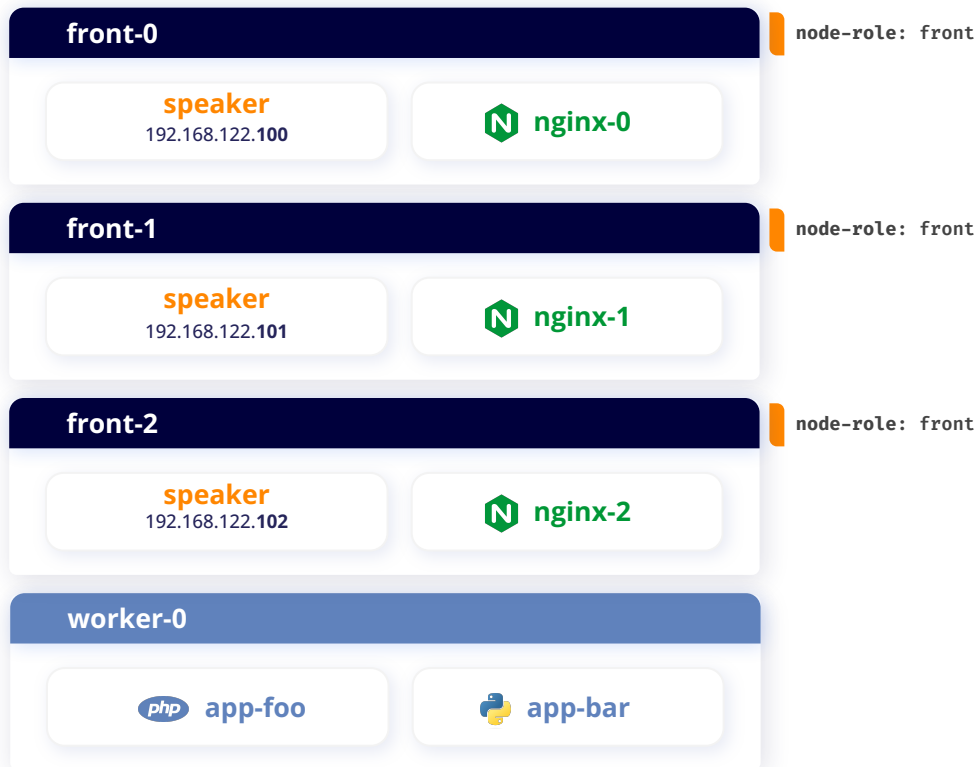 front-0
node-role: front
speaker
192.168.122.100
nginx-0
front-1
node-role: front
speaker
192.168.122.101
nginx-1
front-2
node-role: front
speaker
192.168.122.102
nginx-2
worker-0
php app-foo
app-bar